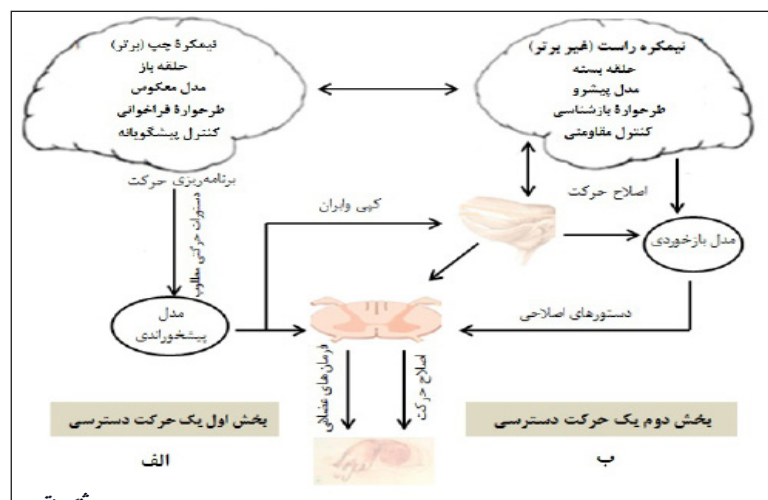 نیمکره راست (غیر برتر)
حلقه بسته
مدل پیشرو
طرحوارهٔ بازشناسی
کنترل مقاومتی
نیمکرهٔ چپ (برتر)
حلقه باز
مدل معکوس
طرحوارهٔ فراخوانی
کنترل پیشگویانه
برنامه‌ریزی حرکت
دستورات حرکتی مطلوب
کپی وابران
اصلاح حرکت
مدل بازخوردی
مدل
پیشخوراندی
دستورهای اصلاحی
فرمان‌های عضلانی
اصلاح حرکت
بخش دوم یک حرکت دسترسی
ب
بخش اول یک حرکت دسترسی
الف